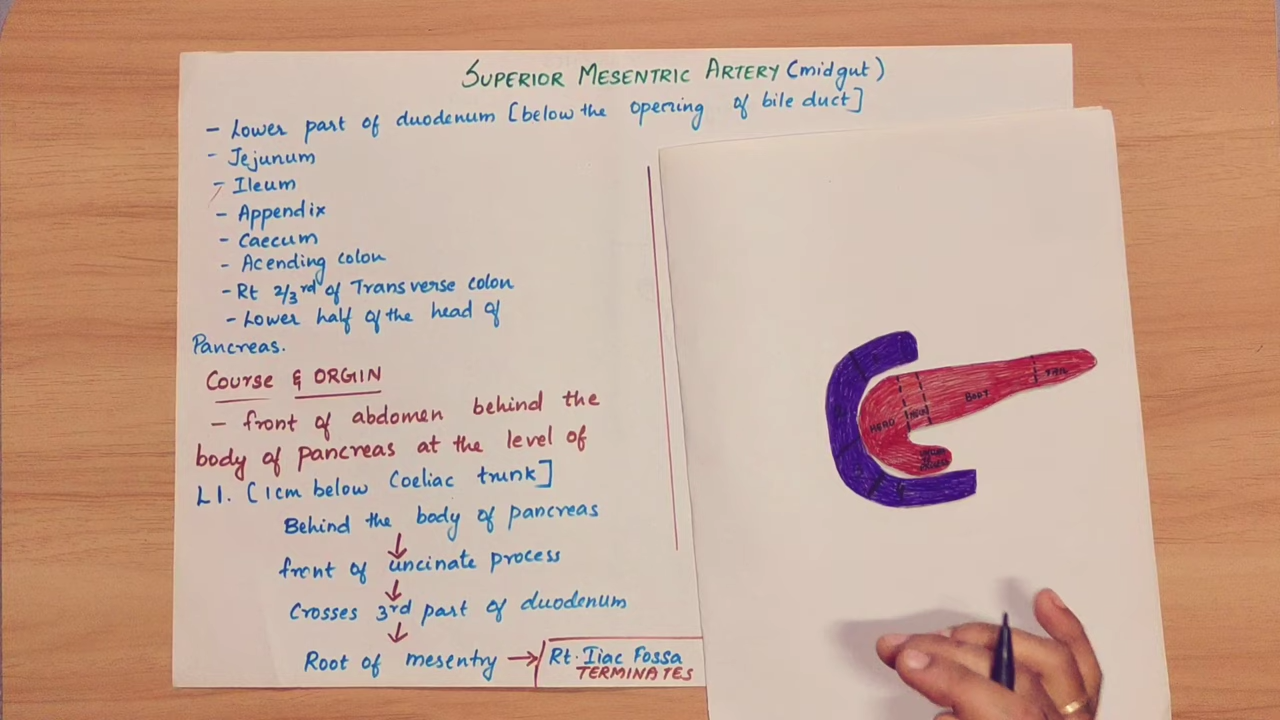 SUPERIOR MESENTRIC ARTERY (midgut)
- Lower part of duodenum [below the opening of bile duct]
- Jejunum
- Ileum
- Appendix
- Caecum
- Acending colon
- Rt 2/3rd of Transverse colon
- Lower half of the head of
Pancreas.
Course & ORGIN
- front of abdomen behind the
body of pancreas at the level of
L1. [1cm below Coeliac trunk]
Behind the body of pancreas
↓
front of uncinate process
↓
Crosses 3rd part of duodenum
↓
Root of mesentry → Rt. Iiac Fossa
TERMINATES
TAIL
BODY
HEAD